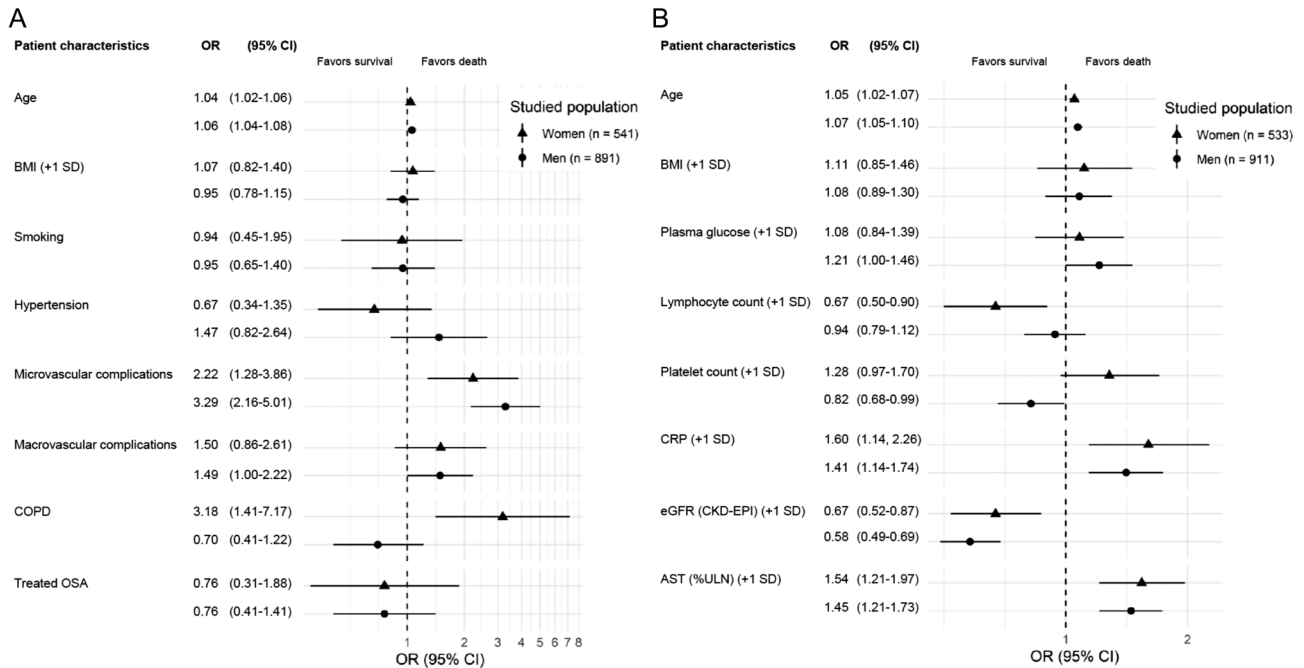 A
Patient characteristics OR (95% CI)
Favors survival Favors death
Age 1.04 (1.02-1.06)
1.06 (1.04-1.08)
BMI (+1 SD) 1.07 (0.82-1.40)
0.95 (0.78-1.15)
Smoking 0.94 (0.45-1.95)
0.95 (0.65-1.40)
Hypertension 0.67 (0.34-1.35)
1.47 (0.82-2.64)
Microvascular complications 2.22 (1.28-3.86)
3.29 (2.16-5.01)
Macrovascular complications 1.50 (0.86-2.61)
1.49 (1.00-2.22)
COPD 3.18 (1.41-7.17)
0.70 (0.41-1.22)
Treated OSA 0.76 (0.31-1.88)
0.76 (0.41-1.41)
Studied population
Women (n = 541)
Men (n = 891)
1 2 3 4 5 6 7 8
OR (95% CI)
B
Patient characteristics OR (95% CI)
Favors survival Favors death
Age 1.05 (1.02-1.07)
1.07 (1.05-1.10)
BMI (+1 SD) 1.11 (0.85-1.46)
1.08 (0.89-1.30)
Plasma glucose (+1 SD) 1.08 (0.84-1.39)
1.21 (1.00-1.46)
Lymphocyte count (+1 SD) 0.67 (0.50-0.90)
0.94 (0.79-1.12)
Platelet count (+1 SD) 1.28 (0.97-1.70)
0.82 (0.68-0.99)
CRP (+1 SD) 1.60 (1.14, 2.26)
1.41 (1.14-1.74)
eGFR (CKD-EPI) (+1 SD) 0.67 (0.52-0.87)
0.58 (0.49-0.69)
AST (%ULN) (+1 SD) 1.54 (1.21-1.97)
1.45 (1.21-1.73)
Studied population
Women (n = 533)
Men (n = 911)
1 2
OR (95% CI)